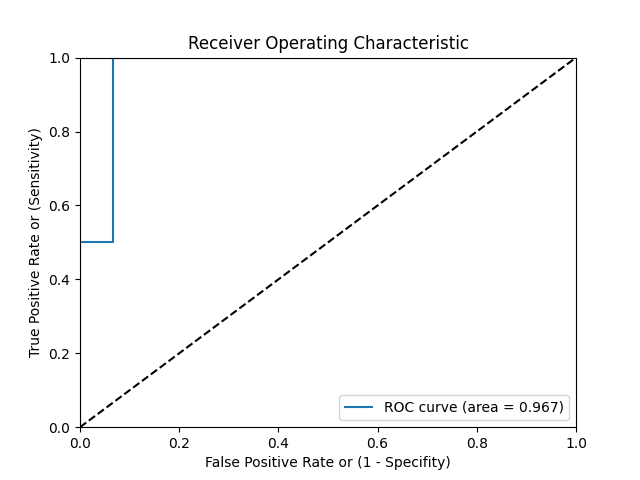 Receiver Operating Characteristic
1.0
0.8
0.6
0.4
0.2
0.0
True Positive Rate or (Sensitivity)
ROC curve (area = 0.967)
0.0 0.2 0.4 0.6 0.8 1.0
False Positive Rate or (1 - Specifity)